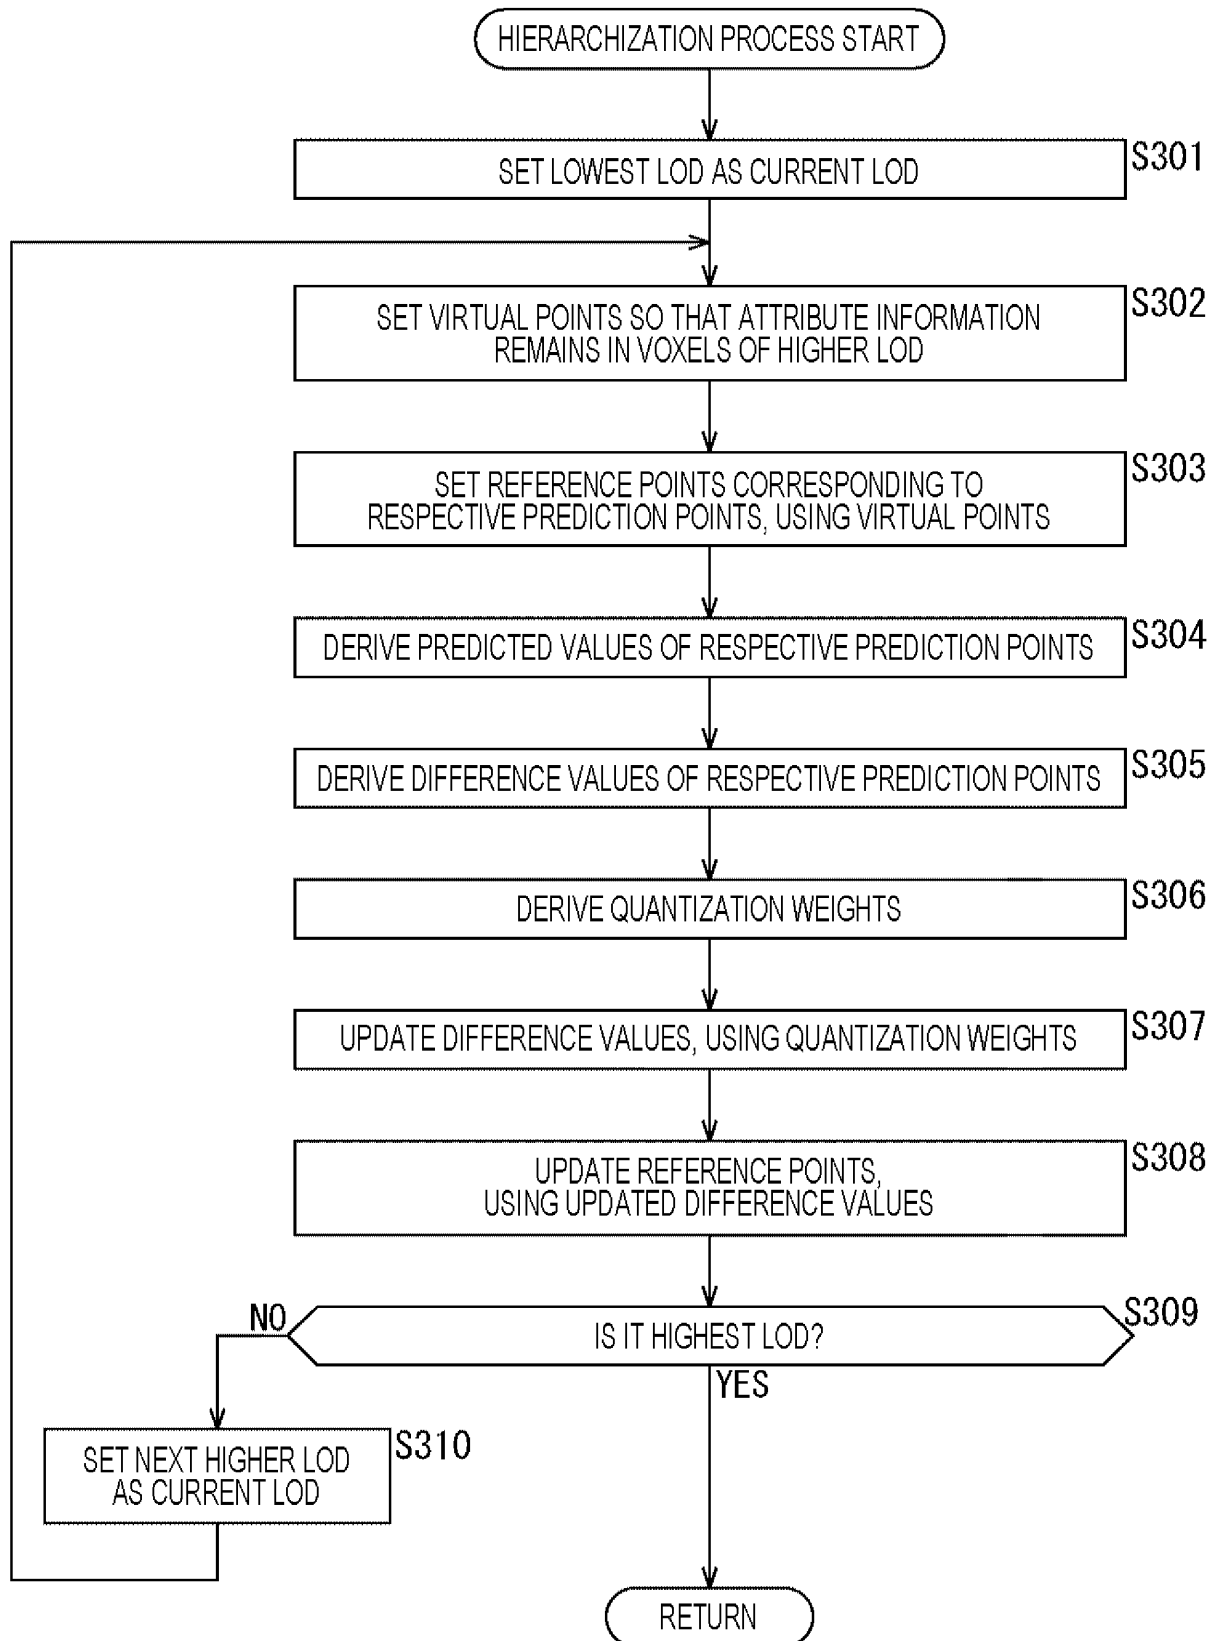 HIERARCHIZATION PROCESS START
S301
SET LOWEST LOD AS CURRENT LOD
S302
SET VIRTUAL POINTS SO THAT ATTRIBUTE INFORMATION
REMAINS IN VOXELS OF HIGHER LOD
S303
SET REFERENCE POINTS CORRESPONDING TO
RESPECTIVE PREDICTION POINTS, USING VIRTUAL POINTS
S304
DERIVE PREDICTED VALUES OF RESPECTIVE PREDICTION POINTS
S305
DERIVE DIFFERENCE VALUES OF RESPECTIVE PREDICTION POINTS
S306
DERIVE QUANTIZATION WEIGHTS
S307
UPDATE DIFFERENCE VALUES, USING QUANTIZATION WEIGHTS
S308
UPDATE REFERENCE POINTS,
USING UPDATED DIFFERENCE VALUES
S309
NO
IS IT HIGHEST LOD?
YES
S310
SET NEXT HIGHER LOD
AS CURRENT LOD
RETURN